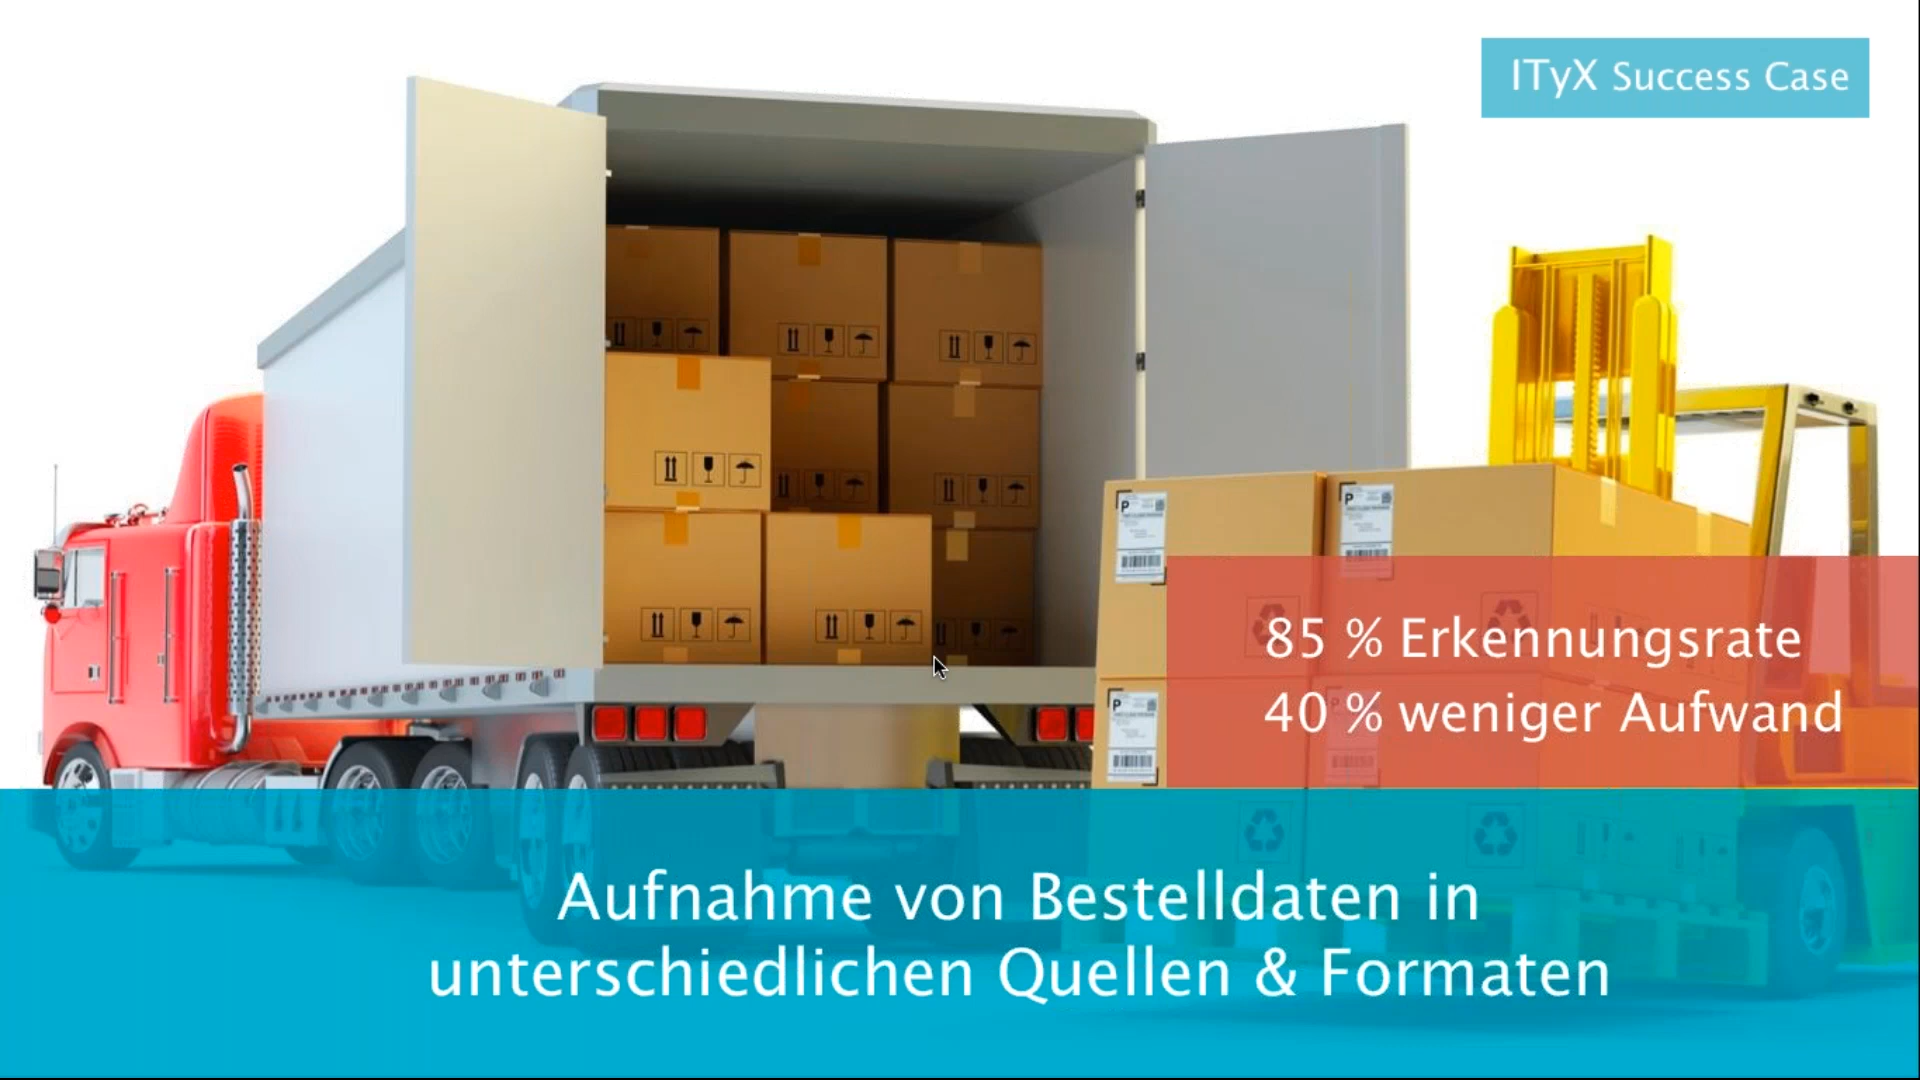 ITyX Success Case
85 % Erkennungsrate
40 % weniger Aufwand
Aufnahme von Bestelldaten in
unterschiedlichen Quellen & Formaten
P
P
P